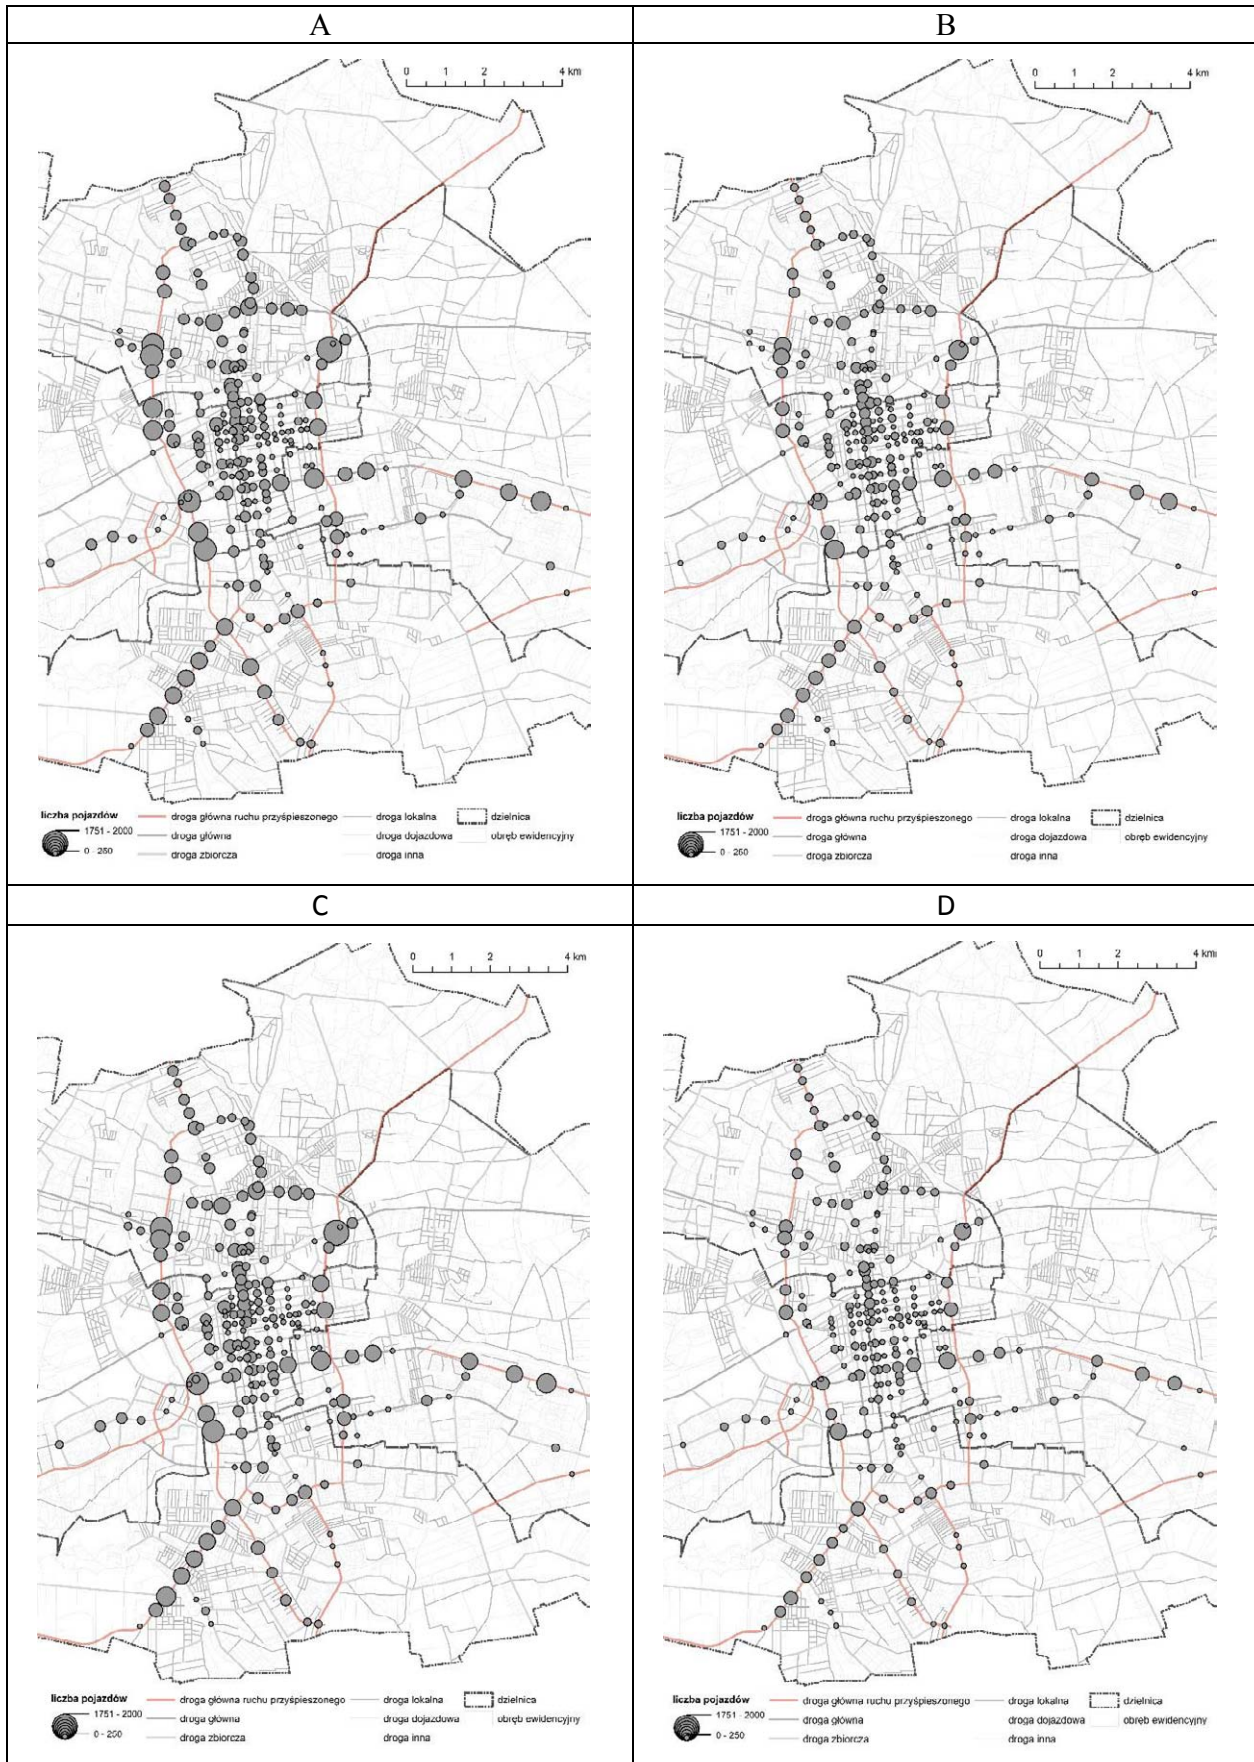 A
B
0 1 2 4 km
0 1 2 4 km
liczba pojazdów
1751 - 2000
0 - 250
droga główna ruchu przyśpieszonego
droga główna
droga zbiorcza
droga lokalna
droga dojazdowa
droga inna
dzielnica
obręb ewidencyjny
liczba pojazdów
1751 - 2000
0 - 250
droga główna ruchu przyśpieszonego
droga główna
droga zbiorcza
droga lokalna
droga dojazdowa
droga inna
dzielnica
obręb ewidencyjny
C
D
0 1 2 4 km
0 1 2 4 km
liczba pojazdów
1751 - 2000
0 - 250
droga główna ruchu przyśpieszonego
droga główna
droga zbiorcza
droga lokalna
droga dojazdowa
droga inna
dzielnica
obręb ewidencyjny
liczba pojazdów
1751 - 2000
0 - 250
droga główna ruchu przyśpieszonego
droga główna
droga zbiorcza
droga lokalna
droga dojazdowa
droga inna
dzielnica
obręb ewidencyjny